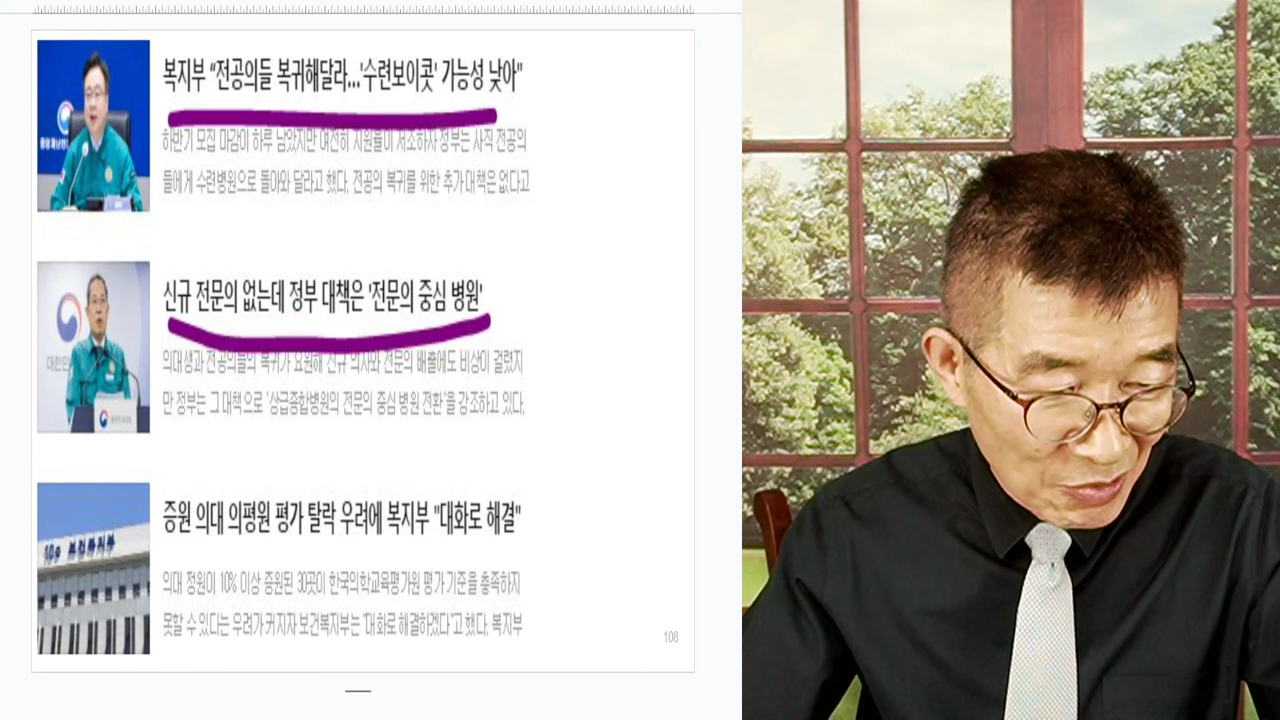 복지부 “전공의들 복귀해달라...'수련보이콧' 가능성 낮아"
하반기 모집 마감이 하루 남았지만 여전히 지원율이 저조하자 정부는 사직 전공의
들에게 수련병원으로 돌아와 달라고 했다. 전공의 복귀를 위한 추가 대책은 없다고
신규 전문의 없는데 정부 대책은 '전문의 중심 병원'
의대생과 전공의들의 복귀가 요원해 신규 의사와 전문의 배출에도 비상이 걸렸지
만 정부는 그 대책으로 '상급종합병원의 전문의 중심 병원 전환'을 강조하고 있다.
증원 의대 의평원 평가 탈락 우려에 복지부 "대화로 해결"
의대 정원이 10% 이상 증원된 30곳이 한국의학교육평가원 평가 기준을 충족하지
못할 수 있다는 우려가 커지자 보건복지부는 "대화로 해결하겠다"고 했다. 복지부
108